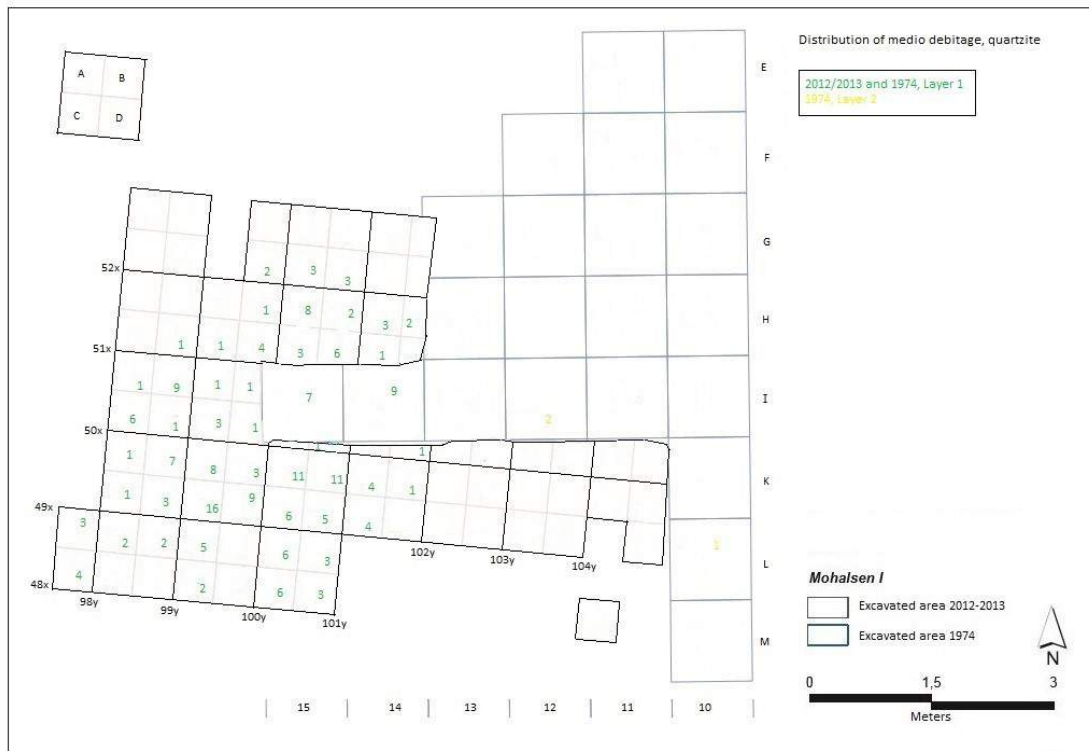 Distribution of medio debitage, quartzite
2012/2013 and 1974, Layer 1
1974, Layer 2
A B
C D
E
F
G
2 3 3
52x
1 8 2 3 2
H
1 1 4 3 6 1
51x
1 9 1 1 7 9
I
6 1 3 1 2
50x
1
1 7 8 3 11 11 4 1
K
1 3 16 9 6 5 4
49x
3 2 2 5 6 3
102y 103y 104y
1
L
4 2 6 3
48x
98y 99y 100y 101y
M
15 14 13 12 11 10
Mohalsen I
Excavated area 2012-2013
Excavated area 1974
N
0 1,5 3
Meters